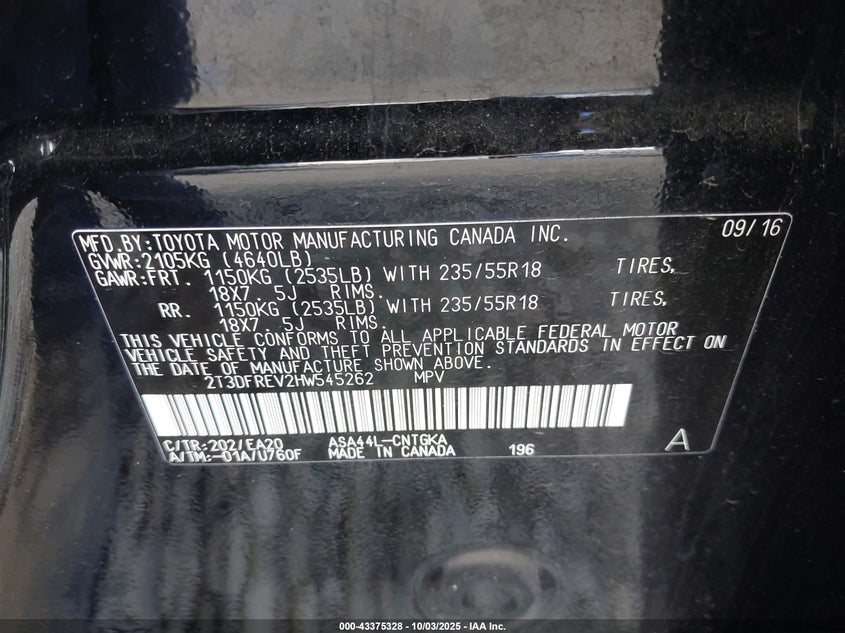 MFD.BY:TOYOTA MOTOR MANUFACTURING CANADA INC. 09/16
GVWR:2105KG (4640LB)
GAWR:FRT. 1150KG (2535LB) WITH 235/55R18 TIRES,
18X7.5J RIMS.
RR. 1150KG (2535LB) WITH 235/55R18 TIRES,
18X7.5J RIMS.
THIS VEHICLE CONFORMS TO ALL APPLICABLE FEDERAL MOTOR
VEHICLE SAFETY AND THEFT PREVENTION STANDARDS IN EFFECT ON
THE DATE OF MANUFACTURE SHOWN ABOVE.
2T3DFREV2HW545262 MPV
C/TR:202/EA20 ASA44L-CNTGKA
A/TM:-01A/U760F MADE IN CANADA 196 A
000-43375328 - 10/03/2025 - IAA Inc.